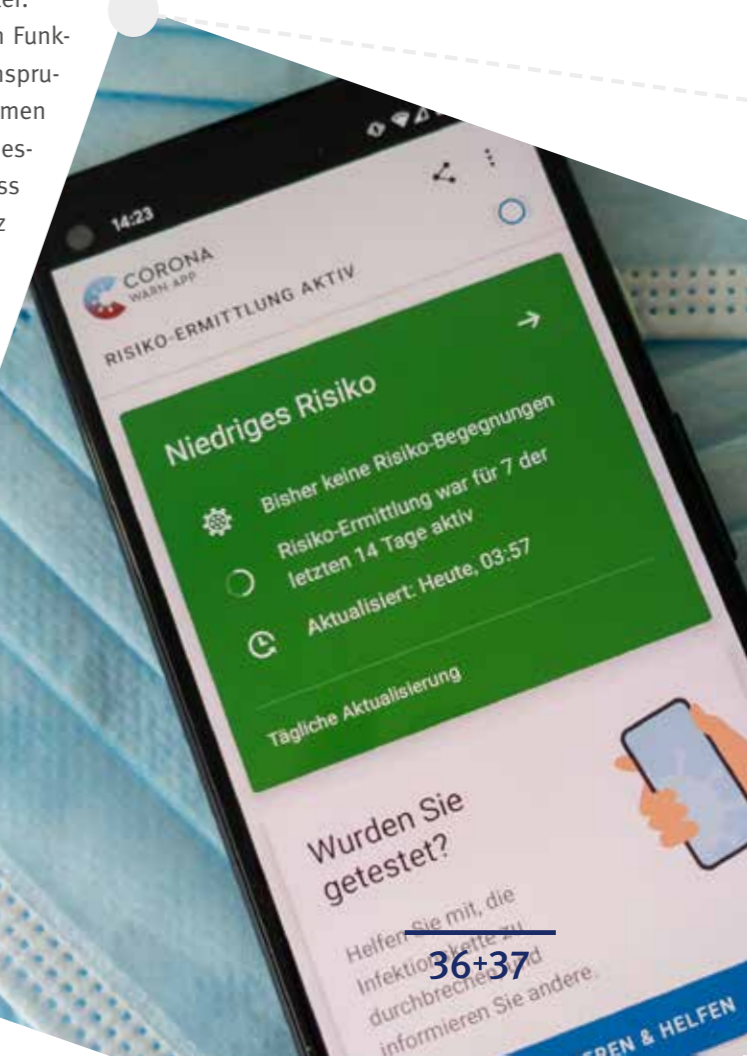 n Funk-
nspru-
men
es-
ss
z
14:23
CORONA
WARN APP
RISIKO-ERMITTLUNG AKTIV
Niedriges Risiko
Bisher keine Risiko-Begegnungen
Risiko-Ermittlung war für 7 der
letzten 14 Tage aktiv
Aktualisiert: Heute, 03:57
Tägliche Aktualisierung
Wurden Sie
getestet?
Helfen Sie mit, die
Infektionskette zu
durchbrechen und
informieren Sie andere.
& HELFEN
36+37